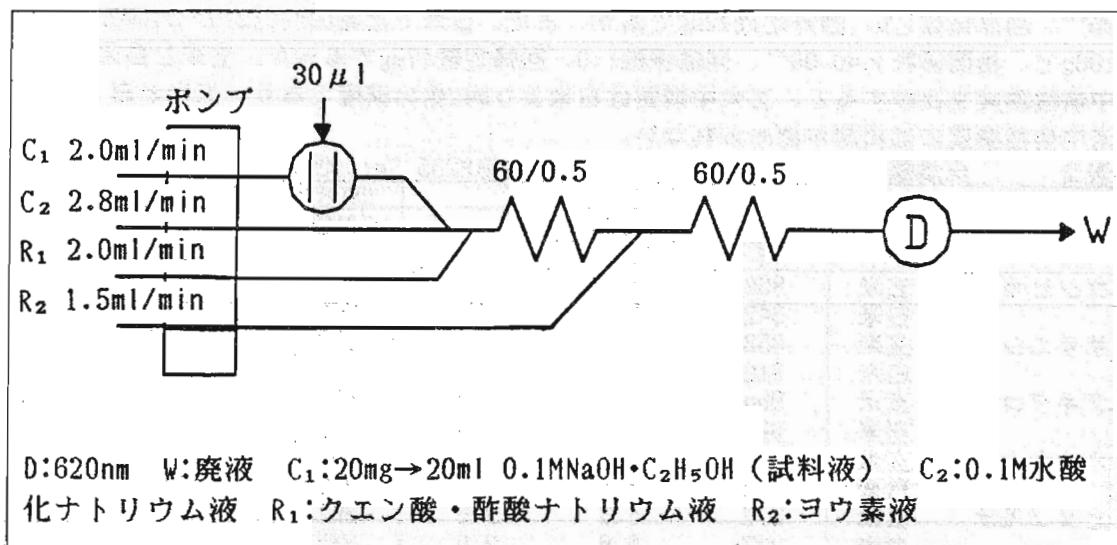 30μl
ポンプ
C₁ 2.0ml/min
60/0.5
60/0.5
C₂ 2.8ml/min
D
W
R₁ 2.0ml/min
R₂ 1.5ml/min
D:620nm W:廃液 C₁:20mg→20ml 0.1MNaOH・C₂H₅OH（試料液） C₂:0.1M水酸
化ナトリウム液 R₁:クエン酸・酢酸ナトリウム液 R₂:ヨウ素液